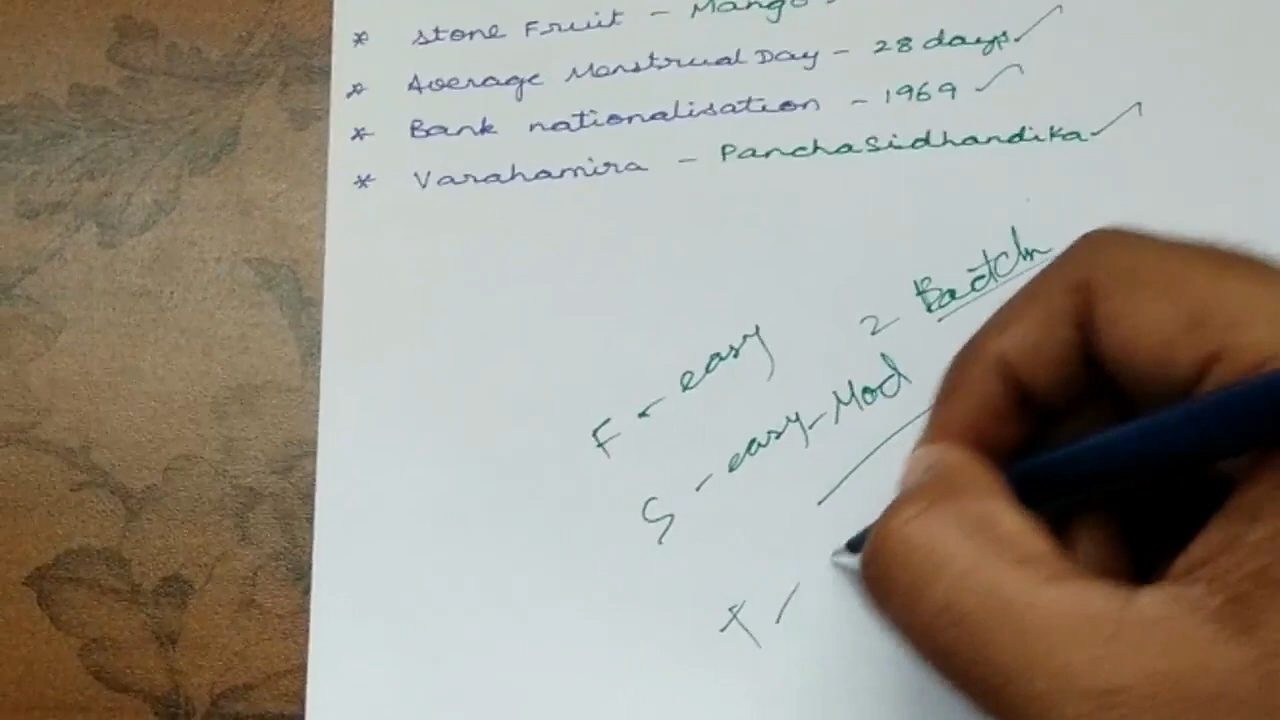 * Stone Fruit - Mango
* Average Menstrual Day - 28 days ✓
* Bank nationalisation - 1969 ✓
* Varahamira - Panchasidhandika ✓
2 Batch
F - easy
S - easy-Mod
T -